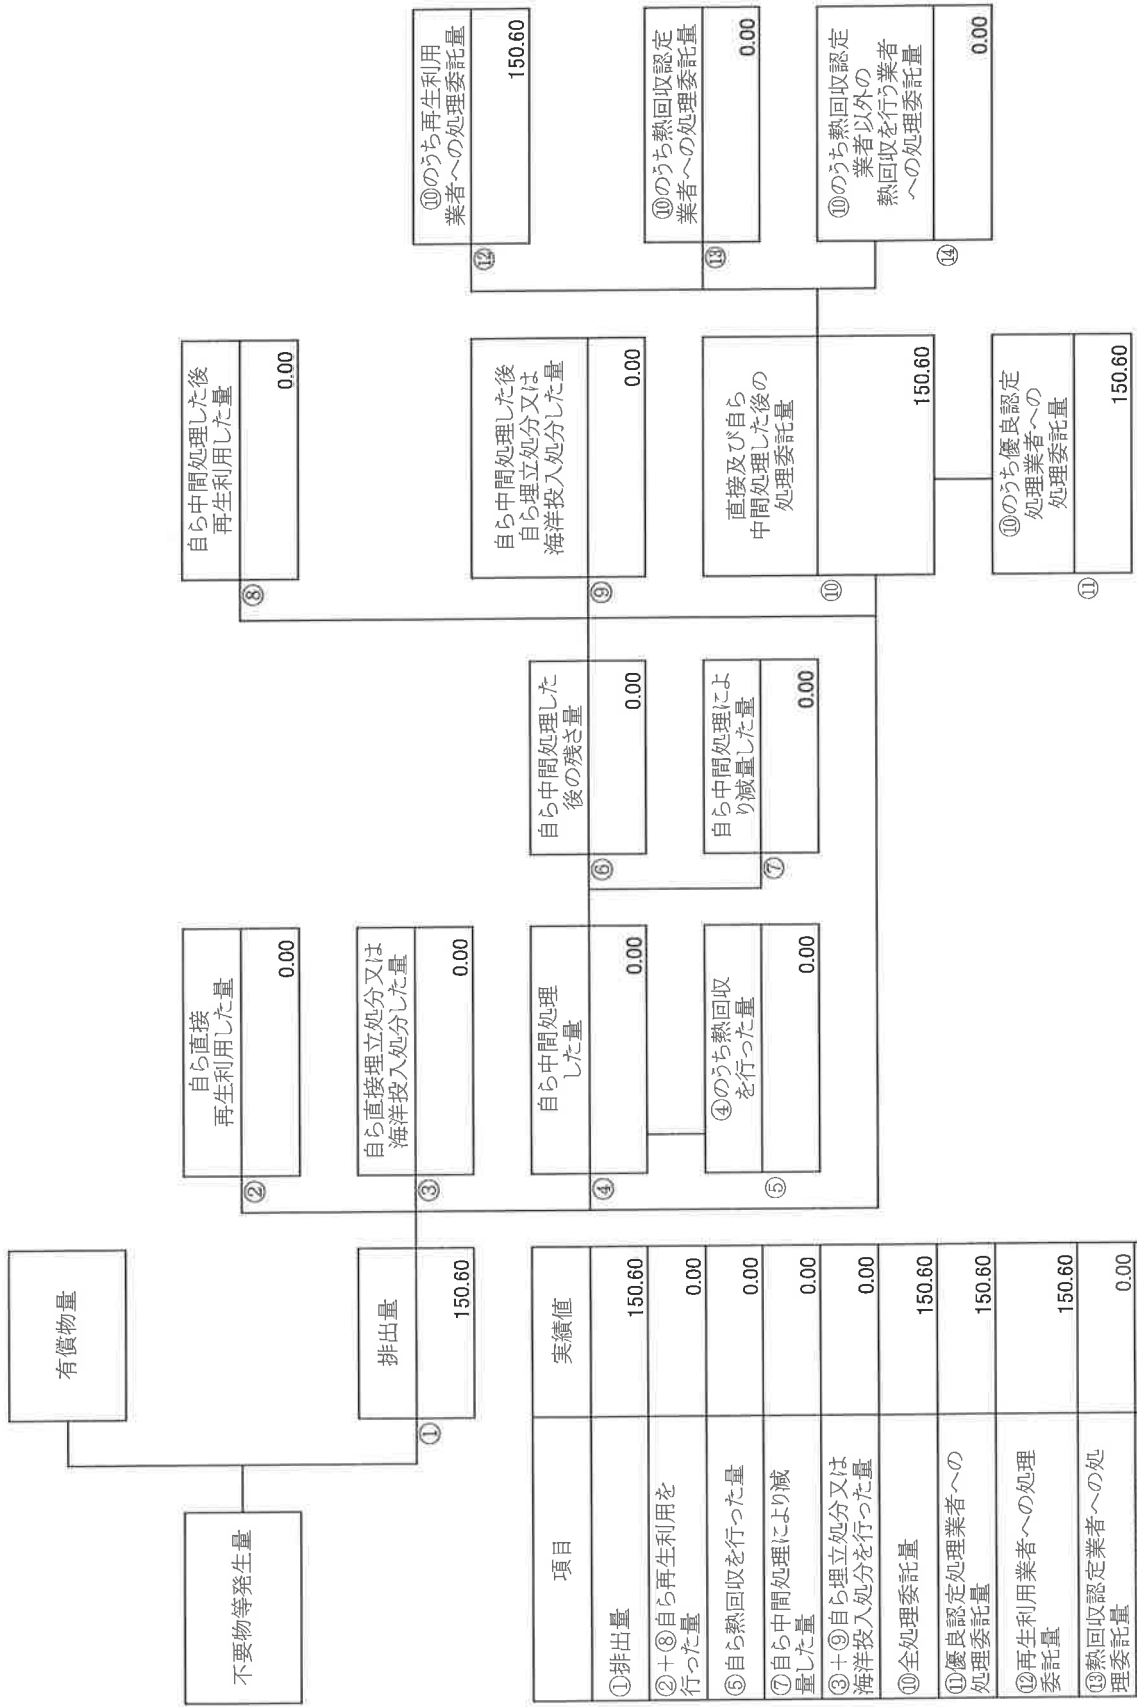 不要物等発生量
有償物量
排出量
①
150.60
自ら直接
再生利用した量
②
0.00
自ら直接埋立処分又は
海洋投入処分した量
③
0.00
自ら中間処理
した量
④
0.00
④のうち熱回収
を行った量
⑤
0.00
自ら中間処理した
後の残さ量
⑥
0.00
自ら中間処理によ
り減量した量
⑦
0.00
自ら中間処理した後
再生利用した量
⑧
0.00
自ら中間処理した後
自ら埋立処分又は
海洋投入処分した量
⑨
0.00
直接及び自ら
中間処理した後の
処理委託量
⑩
150.60
⑩のうち優良認定
処理業者への
処理委託量
⑪
150.60
⑩のうち再生利用
業者への処理委託量
⑫
150.60
⑩のうち熱回収認定
業者への処理委託量
⑬
0.00
⑩のうち熱回収認定
業者以外の
熱回収を行う業者
への処理委託量
⑭
0.00
項目 実績値
①排出量 150.60
②+⑧自ら再生利用を
行った量 0.00
⑤自ら熱回収を行った量 0.00
⑦自ら中間処理により減
量した量 0.00
③+⑨自ら埋立処分又は
海洋投入処分を行った量 0.00
⑩全処理委託量 150.60
⑪優良認定処理業者への
処理委託量 150.60
⑫再生利用業者への処理
委託量 150.60
⑬熱回収認定業者への処
理委託量 0.00